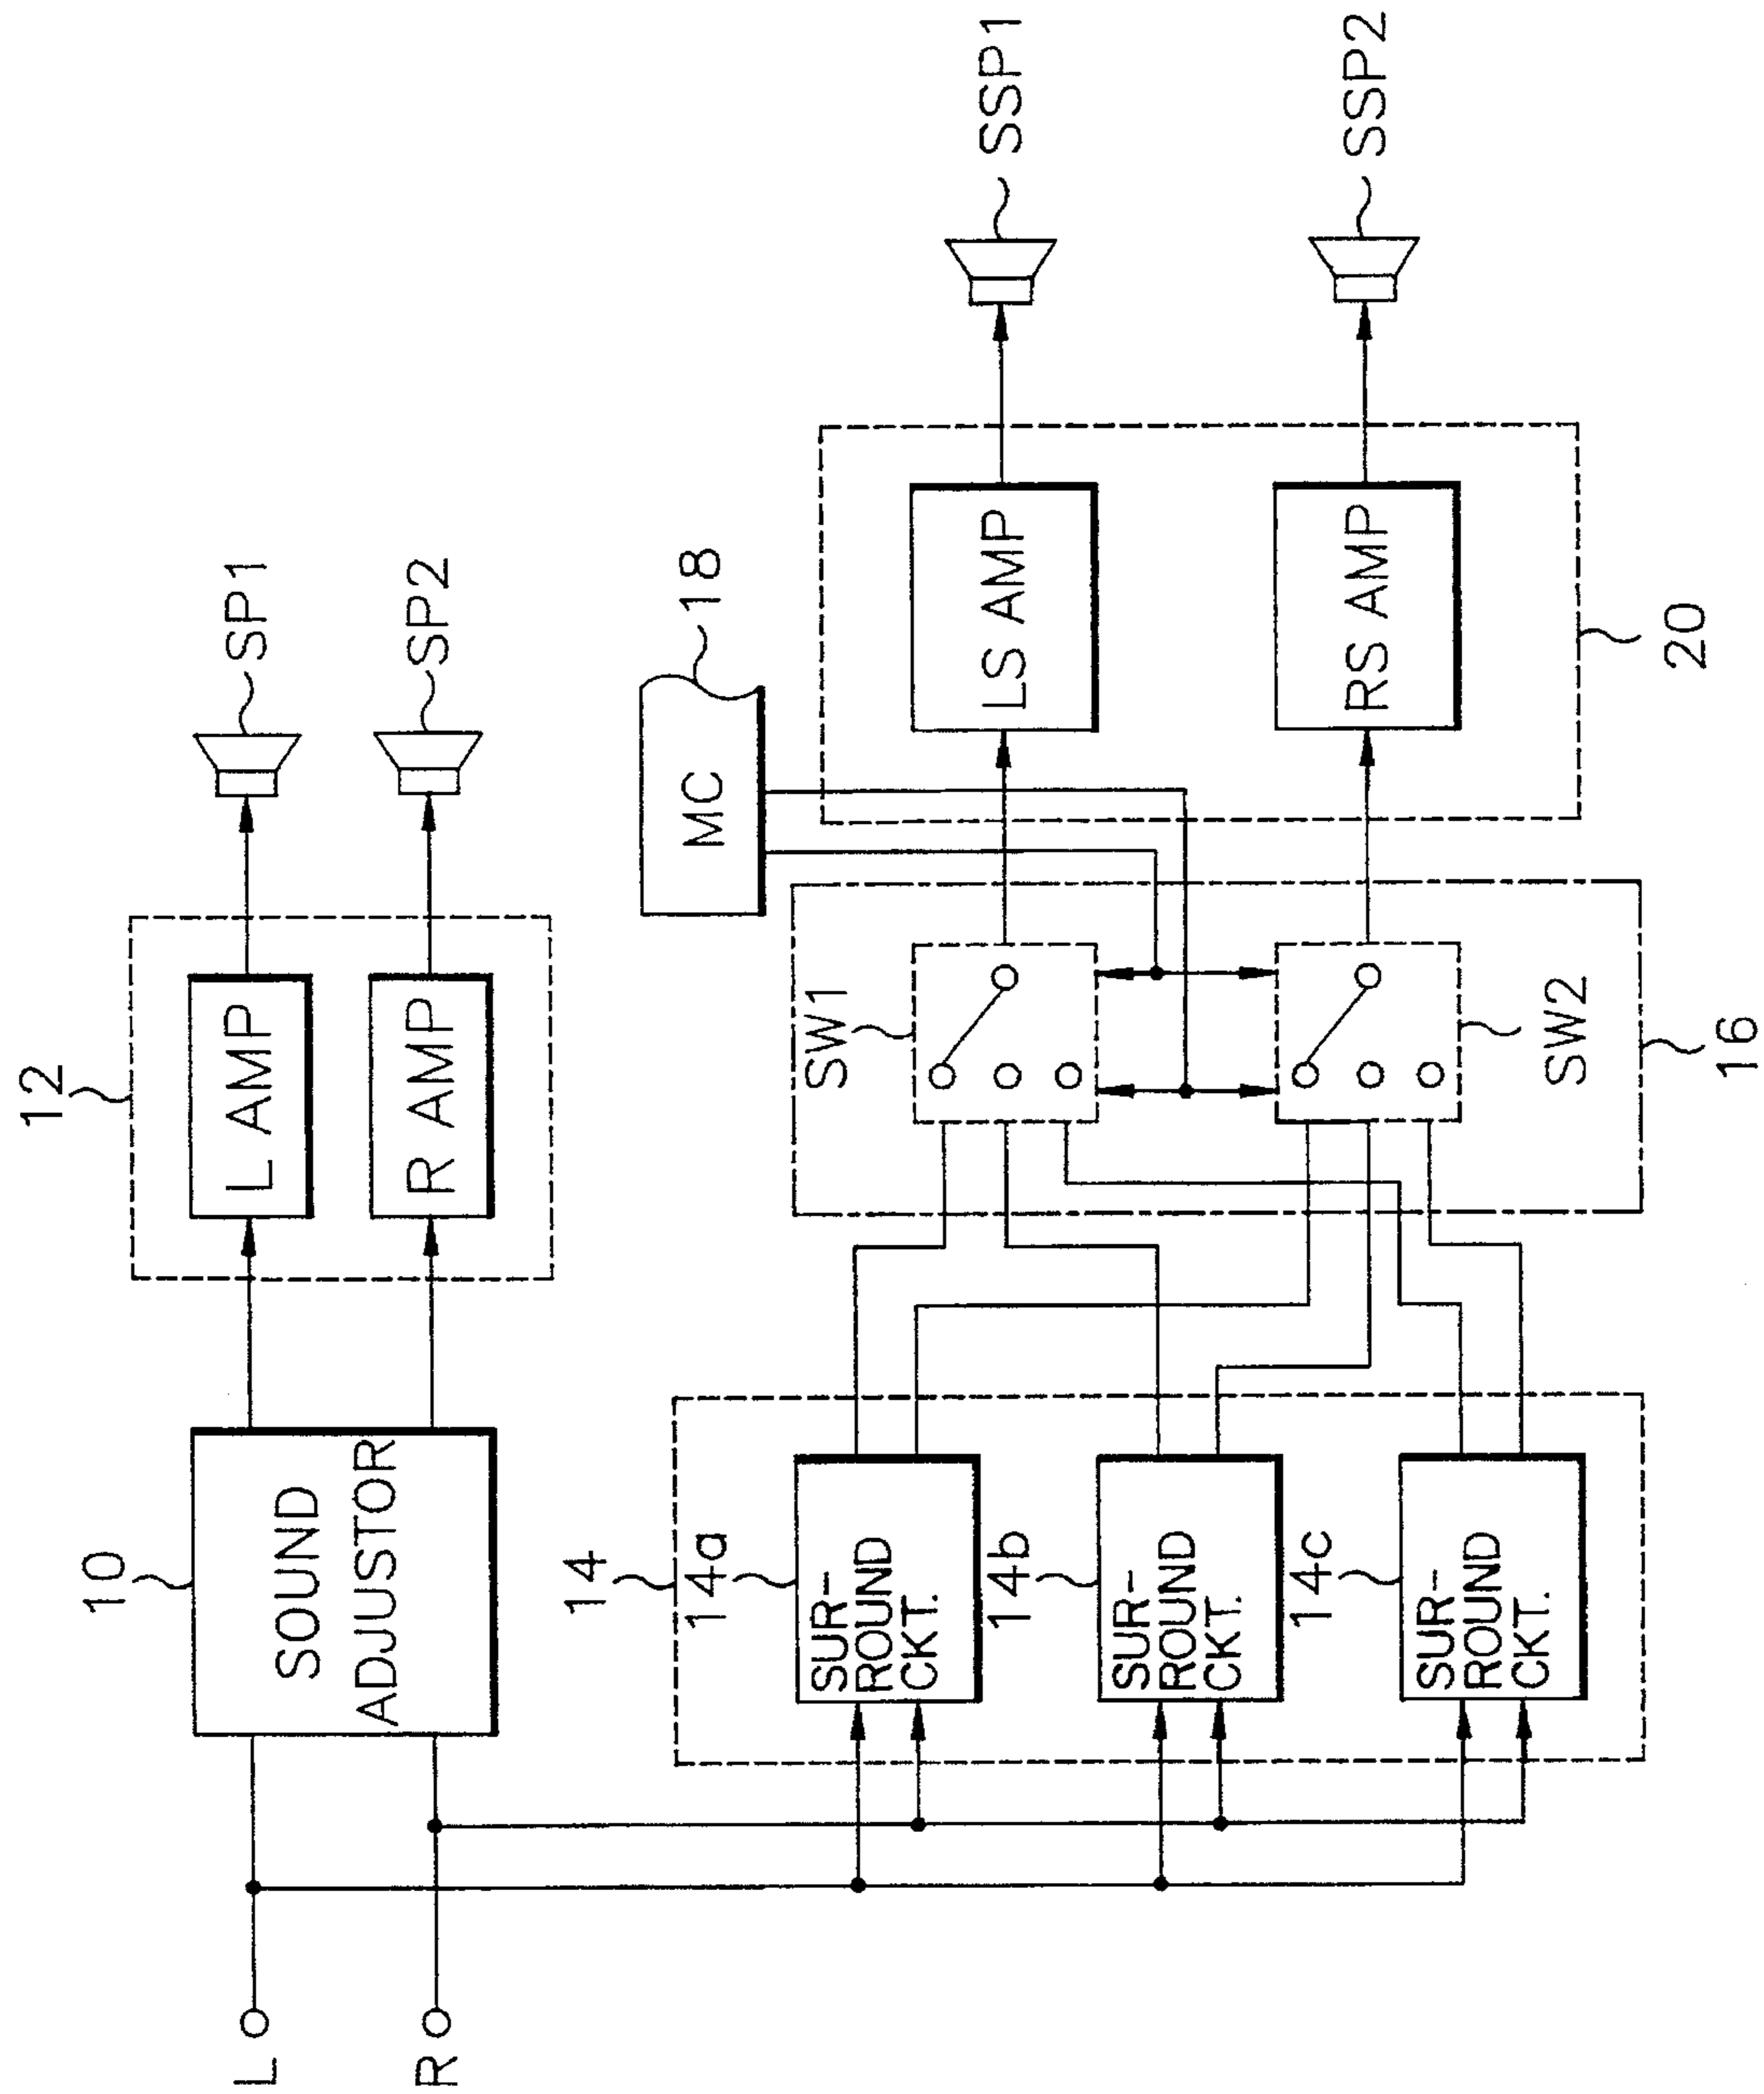 L
R
10
SOUND
ADJUSTOR
12
L AMP
R AMP
SP1
SP2
14
14a
SUR-
ROUND
CKT.
14b
SUR-
ROUND
CKT.
14c
SUR-
ROUND
CKT.
SW1
SW2
16
MC
18
LS AMP
RS AMP
20
SSP1
SSP2